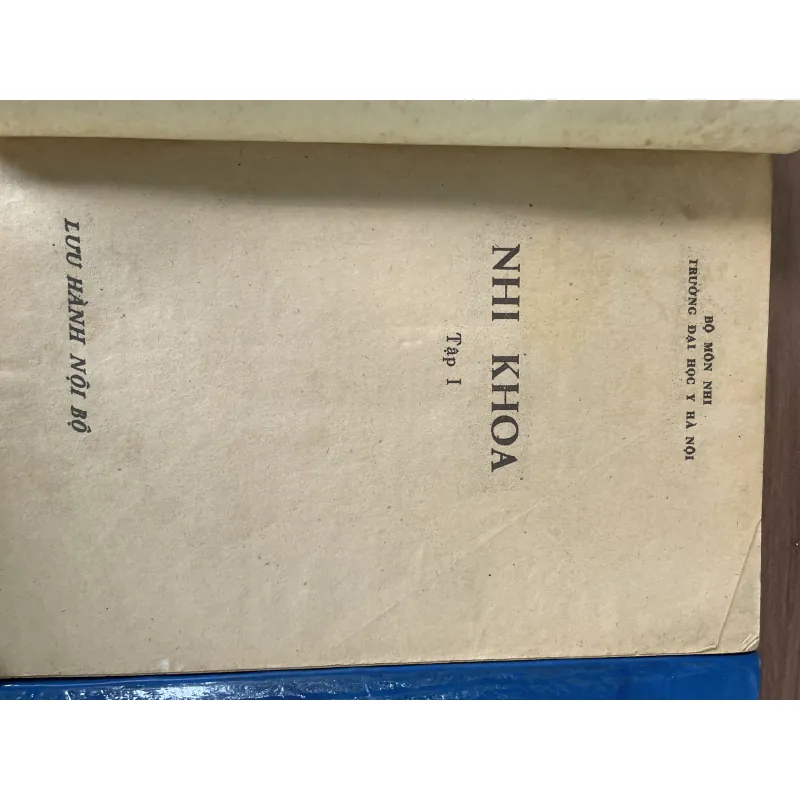 BỘ MÔN NHI
TRƯỜNG ĐẠI HỌC Y HÀ NỘI
NHI KHOA
Tập I
LƯU HÀNH NỘI BỘ